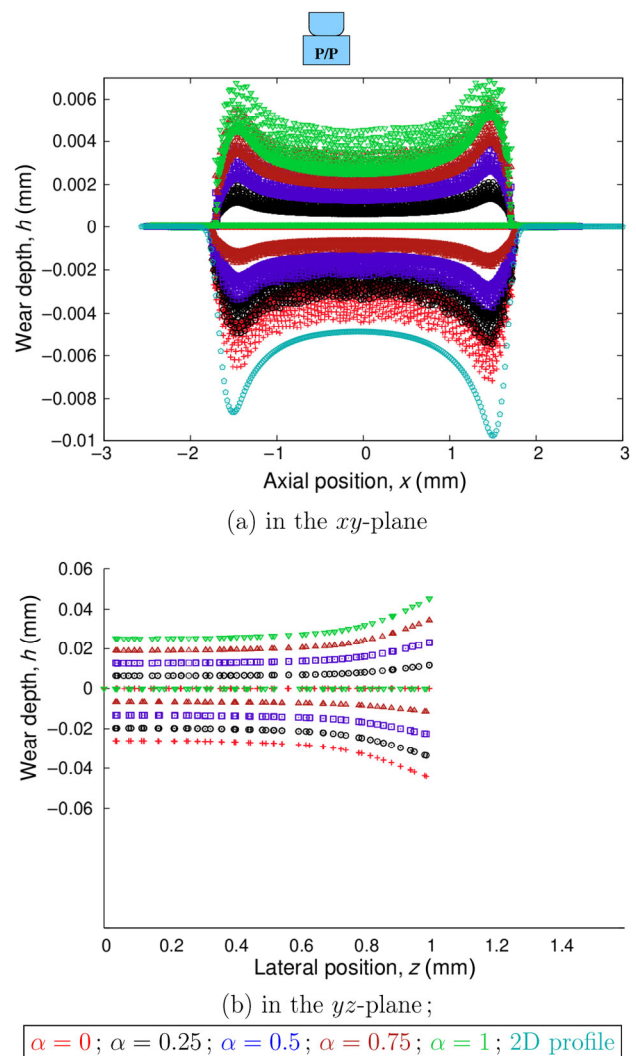 P/P
0.006
0.004
0.002
0
−0.002
−0.004
−0.006
−0.008
−0.01
Wear depth, h (mm)
−3 −2 −1 0 1 2 3
Axial position, x (mm)
(a) in the xy-plane
0.06
0.04
0.02
0
−0.02
−0.04
−0.06
Wear depth, h (mm)
0 0.2 0.4 0.6 0.8 1 1.2 1.4
Lateral position, z (mm)
(b) in the yz-plane;
α = 0; α = 0.25; α = 0.5; α = 0.75; α = 1; 2D profile